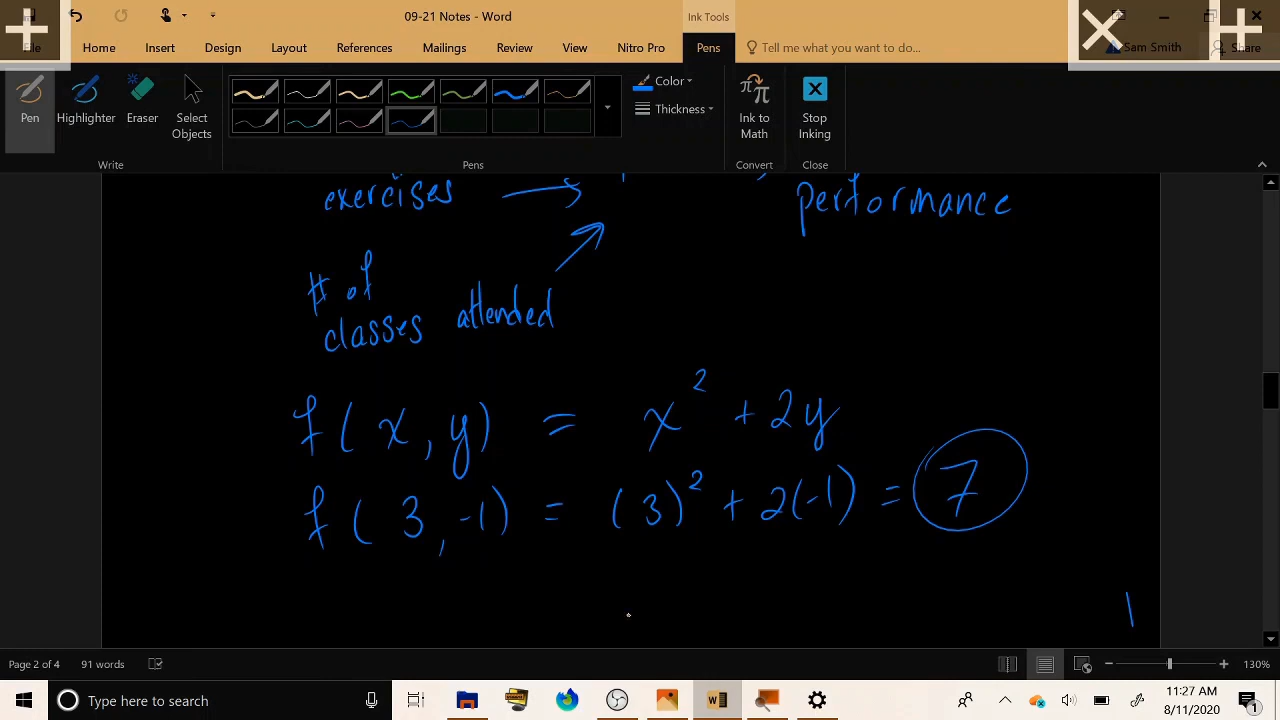 09-21 Notes - Word
Ink Tools
File Home Insert Design Layout References Mailings Review View Nitro Pro Pens Tell me what you want to do... Sam Smith Share
Pen Highlighter Eraser Select Objects
Color
Thickness
Ink to Math
Stop Inking
Write Pens Convert Close
exercises → performance
# of
classes attended
f(x, y) = x² + 2y
f(3, -1) = (3)² + 2(-1) = 7
1
Page 2 of 4 91 words 130%
Type here to search
11:27 AM
8/11/2020
1